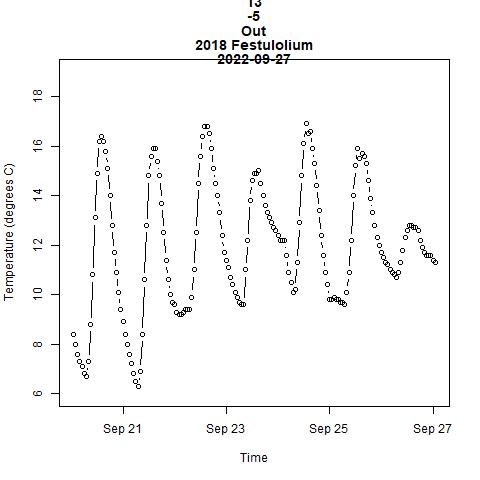 13
-5
Out
2018 Festulolium
2022-09-27
Temperature (degrees C)
18
16
14
12
10
8
6
Sep 21
Sep 23
Sep 25
Sep 27
Time